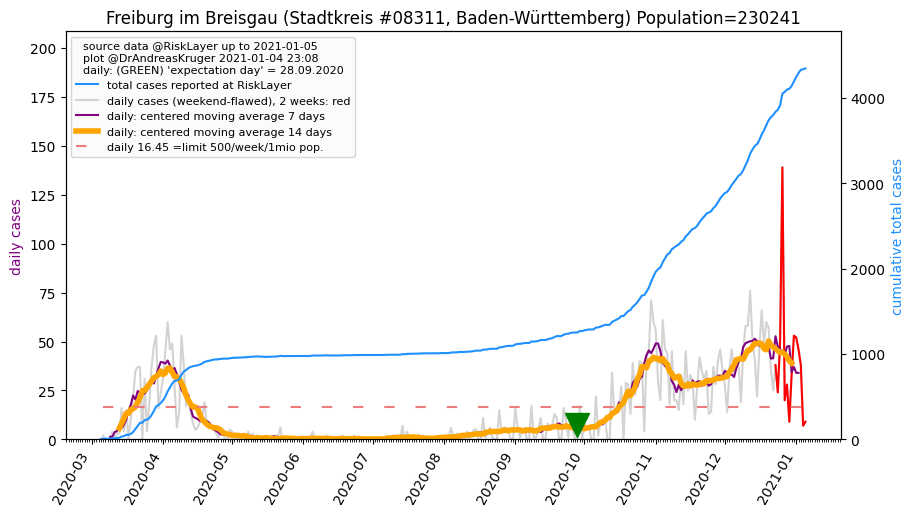 Freiburg im Breisgau (Stadtkreis #08311, Baden-Württemberg) Population=230241
source data @RiskLayer up to 2021-01-05
plot @DrAndreasKruger 2021-01-04 23:08
daily: (GREEN) 'expectation day' = 28.09.2020
total cases reported at RiskLayer
daily cases (weekend-flawed), 2 weeks: red
daily: centered moving average 7 days
daily: centered moving average 14 days
daily 16.45 =limit 500/week/1mio pop.
daily cases
200
175
150
125
100
75
50
25
0
cumulative total cases
4000
3000
2000
1000
0
2020-03
2020-04
2020-05
2020-06
2020-07
2020-08
2020-09
2020-10
2020-11
2020-12
2021-01